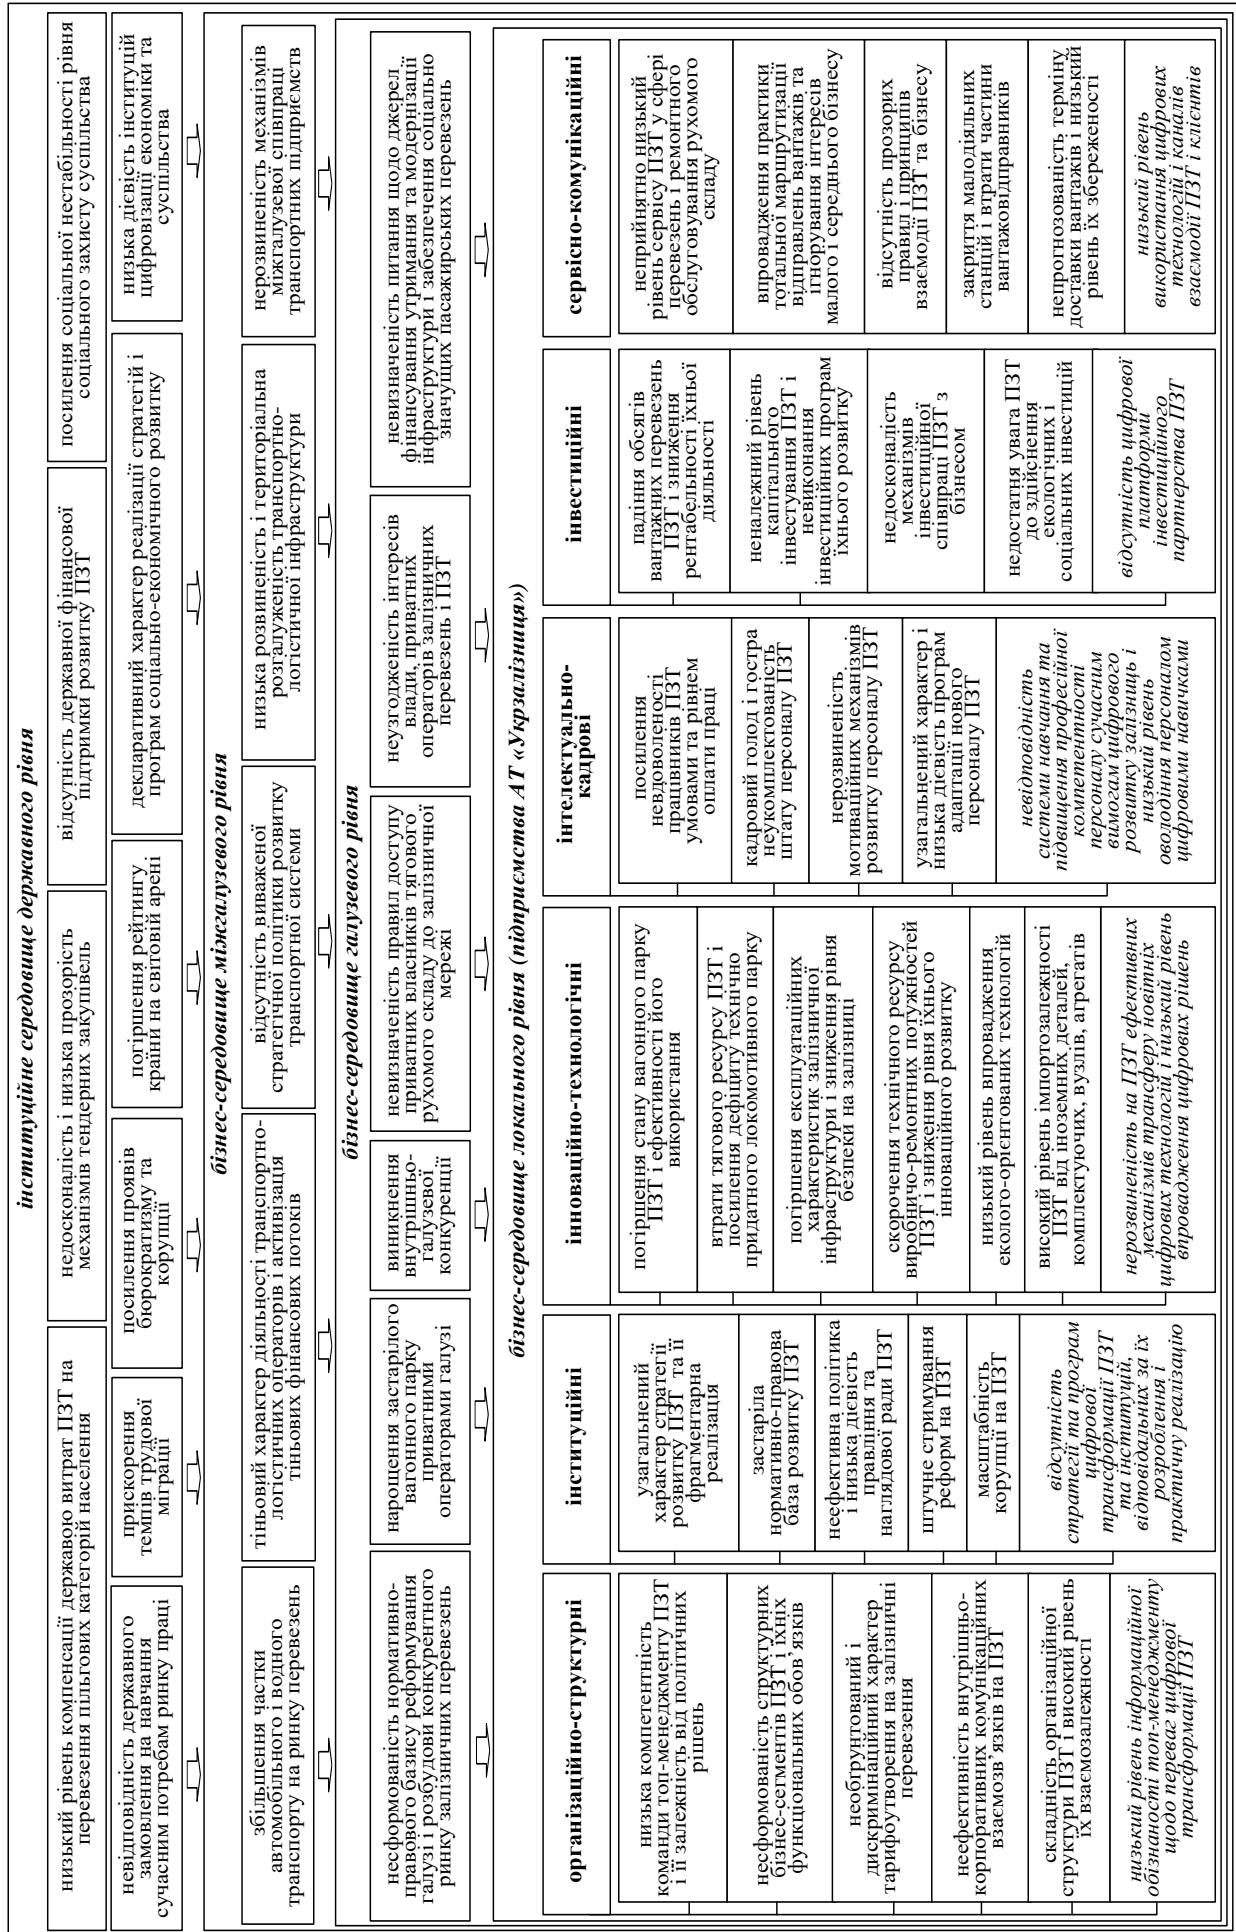 інституційне середовище державного рівня
низький рівень компенсації державою витрат ПЗТ на
перевезення пільгових категорій населення
недосконалість і низька прозорість
механізмів тендерних закупівель
відсутність державної фінансової
підтримки розвитку ПЗТ
посилення соціальної нестабільності рівня
соціального захисту суспільства
невідповідність державного
замовлення на навчання
сучасним потребам ринку праці
прискорення
темпів трудової
міграції
посилення проявів
бюрократизму та
корупції
погіршення рейтингу
країни на світовій арені
декларативний характер реалізації стратегій і
програм соціально-економічного розвитку
низька дієвість інституцій
цифровізації економіки та
суспільства
бізнес-середовище міжгалузевого рівня
збільшення частки
автомобільного і водного
транспорту на ринку перевезень
тіньовий характер діяльності транспортно-
логістичних операторів і активізація
тіньових фінансових потоків
відсутність виваженої
стратегічної політики розвитку
транспортної системи
низька розвиненість і територіальна
розгалуженість транспортно-
логістичної інфраструктури
нерозвиненість механізмів
міжгалузевої співпраці
транспортних підприємств
бізнес-середовище галузевого рівня
несформованість нормативно-
правового базису реформування
галузі і розбудови конкурентного
ринку залізничних перевезень
нарощення застарілого
вагонного парку
приватними
операторами галузі
виникнення
внутрішньо-
галузевої
конкуренції
невизначеність правил доступу
приватних власників тягового
рухомого складу до залізничної
мережі
неузгодженість інтересів
влади, приватних
операторів залізничних
перевезень і ПЗТ
невизначеність питання щодо джерел
фінансування утримання та модернізації
інфраструктури і забезпечення соціально
значущих пасажирських перевезень
бізнес-середовище локального рівня (підприємства АТ «Укрзалізниця»)
організаційно-структурні
низька компетентність
команди топ-менеджменту ПЗТ
і її залежність від політичних
рішень
несформованість структурних
бізнес-сегментів ПЗТ і їхніх
функціональних обов'язків
необґрунтований і
дискримінаційний характер
тарифоутворення на залізничні
перевезення
неефективність внутрішньо-
корпоративних комунікаційних
взаємозв'язків на ПЗТ
складність організаційної
структури ПЗТ і високий рівень
їх взаємозалежності
низький рівень інформаційної
обізнаності топ-менеджменту
щодо переваг цифрової
трансформації ПЗТ
інституційні
узагальнений
характер стратегії
розвитку ПЗТ та її
фрагментарна
реалізація
застаріла
нормативно-правова
база розвитку ПЗТ
неефективна політика
і низька дієвість
правління та
наглядової ради ПЗТ
штучне стримування
реформ на ПЗТ
масштабність
корупції на ПЗТ
відсутність
стратегії та програм
цифрової
трансформації ПЗТ
та інституцій,
відповідальних за їх
розроблення і
практичну реалізацію
інноваційно-технологічні
погіршення стану вагонного парку
ПЗТ і ефективності його
використання
втрати тягового ресурсу ПЗТ і
посилення дефіциту технічно
придатного локомотивного парку
погіршення експлуатаційних
характеристик залізничної
інфраструктури і зниження рівня
безпеки на залізниці
скорочення технічного ресурсу
виробничо-ремонтних потужностей
ПЗТ і зниження рівня їхнього
інноваційного розвитку
низький рівень впровадження
еколого-орієнтованих технологій
високий рівень імпортозалежності
ПЗТ від іноземних деталей,
комплектуючих, вузлів, агрегатів
нерозвиненість на ПЗТ ефективних
механізмів трансферу новітніх
цифрових технологій і низький рівень
впровадження цифрових рішень
інтелектуально-
кадрові
посилення
невдоволеності
працівників ПЗТ
умовами та рівнем
оплати праці
кадровий голод і гостра
неукомплектованість
штату персоналу ПЗТ
нерозвиненість
мотиваційних механізмів
розвитку персоналу ПЗТ
узагальнений характер і
низька дієвість програм
адаптації нового
персоналу ПЗТ
невідповідність
системи навчання та
підвищення професійної
компетентності
персоналу сучасним
вимогам цифрового
розвитку залізниць і
низький рівень
оволодіння персоналом
цифровими навичками
інвестиційні
падіння обсягів
вантажних перевезень
ПЗТ і зниження
рентабельності їхньої
діяльності
неналежний рівень
капітального
інвестування ПЗТ і
невиконання
інвестиційних програм
їхнього розвитку
недосконалість
механізмів
інвестиційної
співпраці ПЗТ з
бізнесом
недостатня увага ПЗТ
до здійснення
екологічних і
соціальних інвестицій
відсутність цифрової
платформи
інвестиційного
партнерства ПЗТ
сервісно-комунікаційні
неприйнятно низький
рівень сервісу ПЗТ у сфері
перевезень і ремонтного
обслуговування рухомого
складу
впровадження практики
тотальної маршрутизації
відправлень вантажів та
ігнорування інтересів
малого і середнього бізнесу
відсутність прозорих
правил і принципів
взаємодії ПЗТ та бізнесу
закриття малодіяльних
станцій і втрати частини
вантажовідправників
непрогнозованість терміну
доставки вантажів і низький
рівень їх збереженості
низький рівень
використання цифрових
технологій і каналів
взаємодії ПЗТ і клієнтів